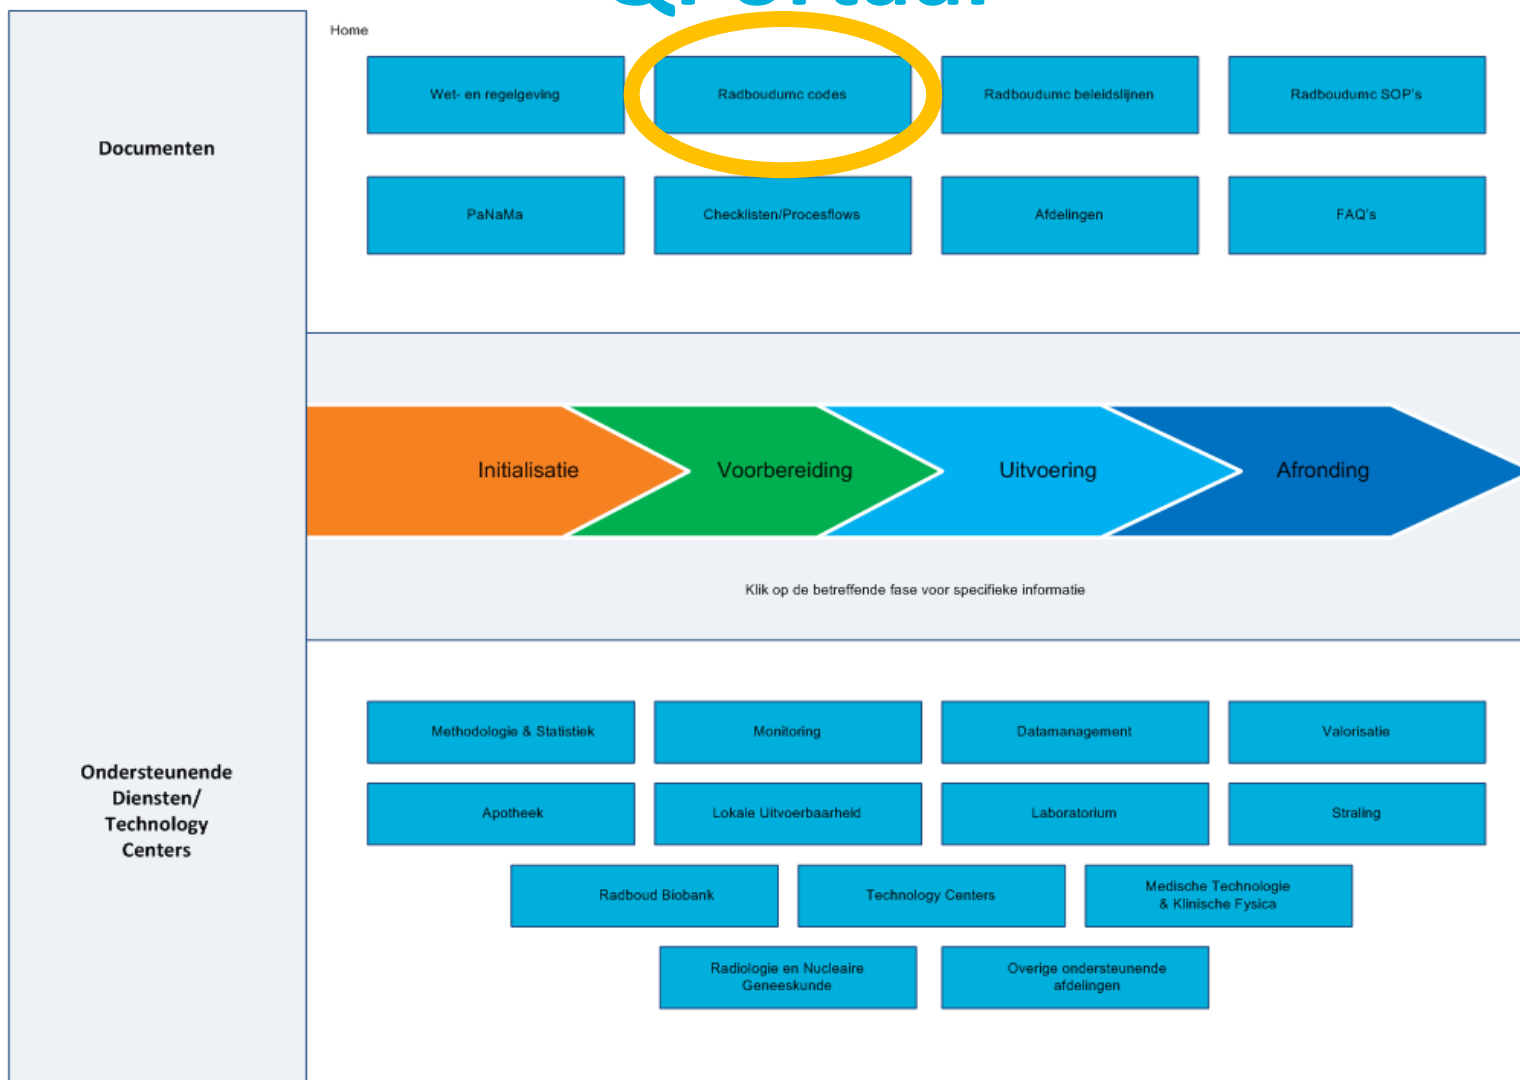 Home
Wet- en regelgeving
Radboudumc codes
Radboudumc beleidslijnen
Radboudumc SOP's
Documenten
PaNaMa
Checklisten/Procesflows
Afdelingen
FAQ's
Initialisatie
Voorbereiding
Uitvoering
Afronding
Klik op de betreffende fase voor specifieke informatie
Methodologie & Statistiek
Monitoring
Datamanagement
Valorisatie
Ondersteunende
Diensten/
Technology
Centers
Apotheek
Lokale Uitvoerbaarheid
Laboratorium
Straling
Radboud Biobank
Technology Centers
Medische Technologie
& Klinische Fysica
Radiologie en Nucleaire
Geneeskunde
Overige ondersteunende
afdelingen